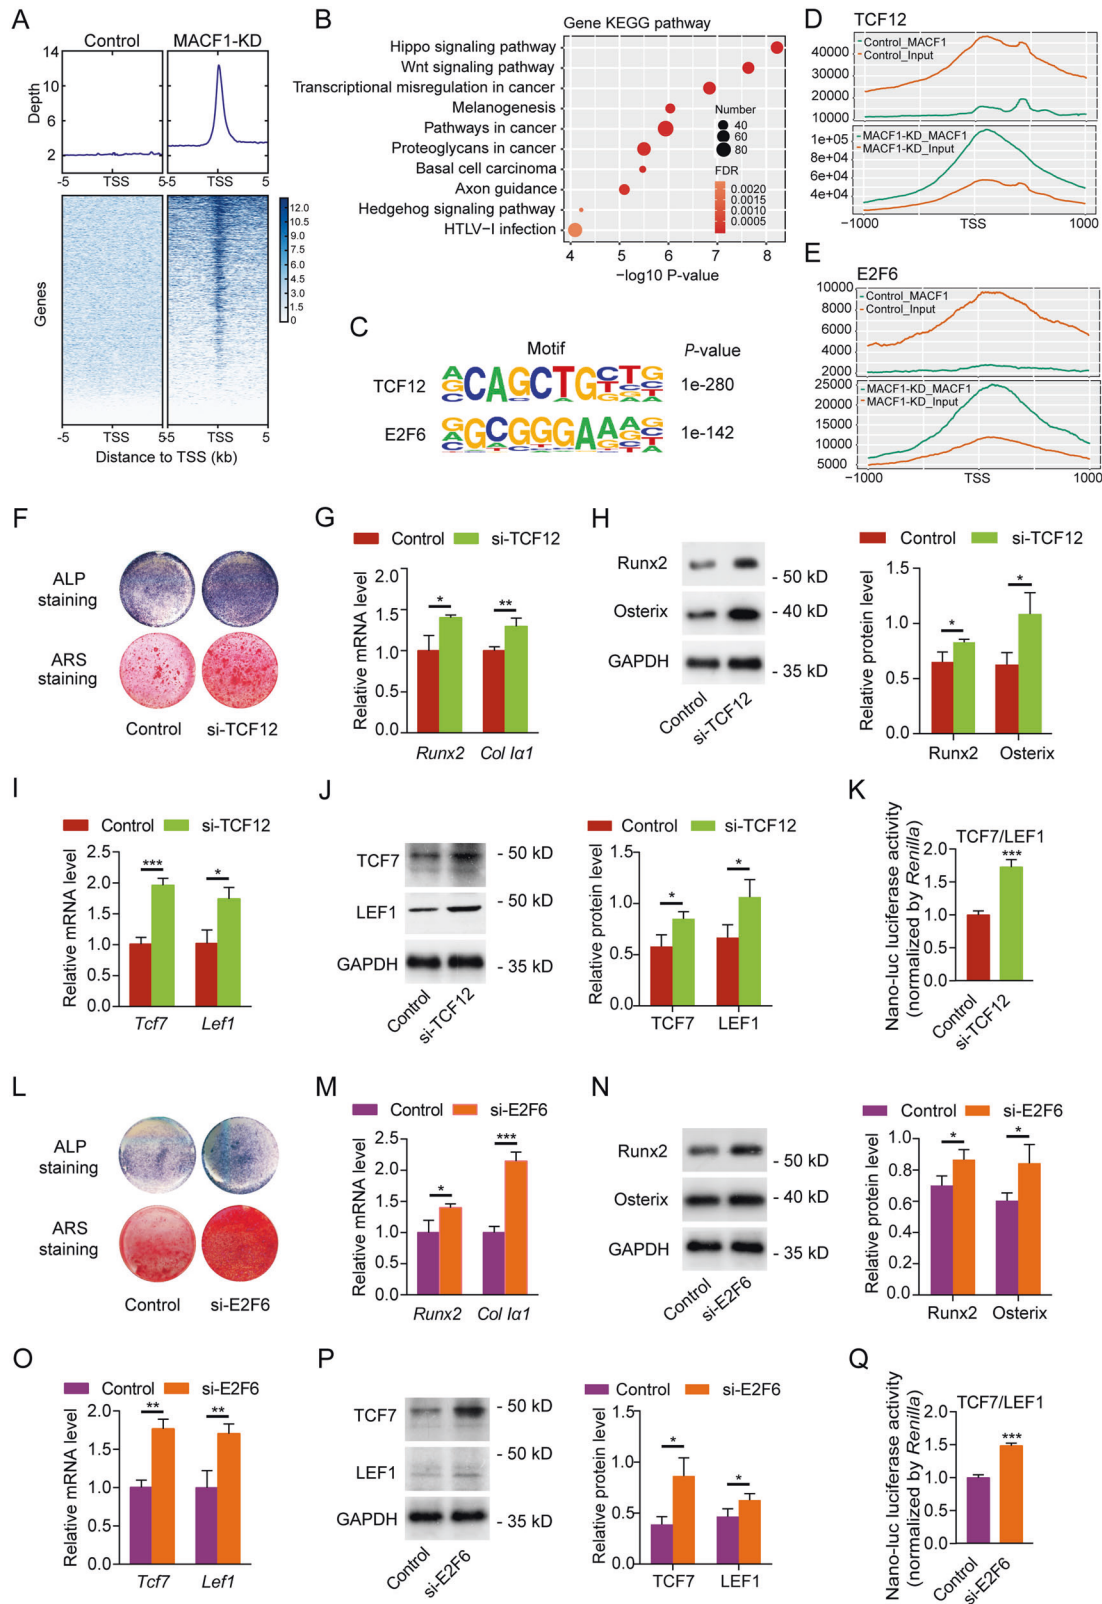 A
Control MACF1-KD
14
10
6
2
Depth
-5 TSS 5 -5 TSS 5
12.0
10.5
9.0
7.5
6.0
4.5
3.0
1.5
0
Genes
-5 TSS 5 -5 TSS 5
Distance to TSS (kb)
B
Gene KEGG pathway
Hippo signaling pathway
Wnt signaling pathway
Transcriptional misregulation in cancer
Melanogenesis
Pathways in cancer
Proteoglycans in cancer
Basal cell carcinoma
Axon guidance
Hedgehog signaling pathway
HTLV-I infection
Number
40
60
80
FDR
0.0020
0.0015
0.0010
0.0005
4 5 6 7 8
−log10 P-value
C
Motif P-value
TCF12 CAGCTG 1e-280
E2F6 GCGGGAA 1e-142
D
TCF12
Control_MACF1
Control_Input
40000
30000
20000
10000
MACF1-KD_MACF1
MACF1-KD_Input
1e+05
8e+04
6e+04
4e+04
−1000 TSS 1000
E
E2F6
Control_MACF1
Control_Input
10000
8000
6000
4000
2000
MACF1-KD_MACF1
MACF1-KD_Input
25000
20000
15000
10000
5000
−1000 TSS 1000
F
ALP
staining
ARS
staining
Control si-TCF12
G
Control si-TCF12
Relative mRNA level
2.0
1.5
1.0
0.5
0.0
* **
Runx2 Col Iα1
H
Runx2
Osterix
GAPDH
- 50 kD
- 40 kD
- 35 kD
Control
si-TCF12
Control si-TCF12
Relative protein level
1.5
1.0
0.5
0.0
* *
Runx2 Osterix
I
Control si-TCF12
Relative mRNA level
2.5
2.0
1.5
1.0
0.5
0.0
*** *
Tcf7 Lef1
J
TCF7
LEF1
GAPDH
- 50 kD
- 50 kD
- 35 kD
Control
si-TCF12
Control si-TCF12
Relative protein level
1.5
1.0
0.5
0.0
* *
TCF7 LEF1
K
TCF7/LEF1
Nano-luc luciferase activity
(normalized by Renilla)
2.0
1.5
1.0
0.5
0.0
***
Control
si-TCF12
L
ALP
staining
ARS
staining
Control si-E2F6
M
Control si-E2F6
Relative mRNA level
2.5
2.0
1.5
1.0
0.5
0.0
* ***
Runx2 Col Iα1
N
Runx2
Osterix
GAPDH
- 50 kD
- 40 kD
- 35 kD
Control
si-E2F6
Control si-E2F6
Relative protein level
1.0
0.8
0.6
0.4
0.2
0.0
* *
Runx2 Osterix
O
Control si-E2F6
Relative mRNA level
2.0
1.5
1.0
0.5
0.0
** **
Tcf7 Lef1
P
TCF7
LEF1
GAPDH
- 50 kD
- 50 kD
- 35 kD
Control
si-E2F6
Control si-E2F6
Relative protein level
1.5
1.0
0.5
0.0
* *
TCF7 LEF1
Q
TCF7/LEF1
Nano-luc luciferase activity
(normalized by Renilla)
2.0
1.5
1.0
0.5
0.0
***
Control
si-E2F6